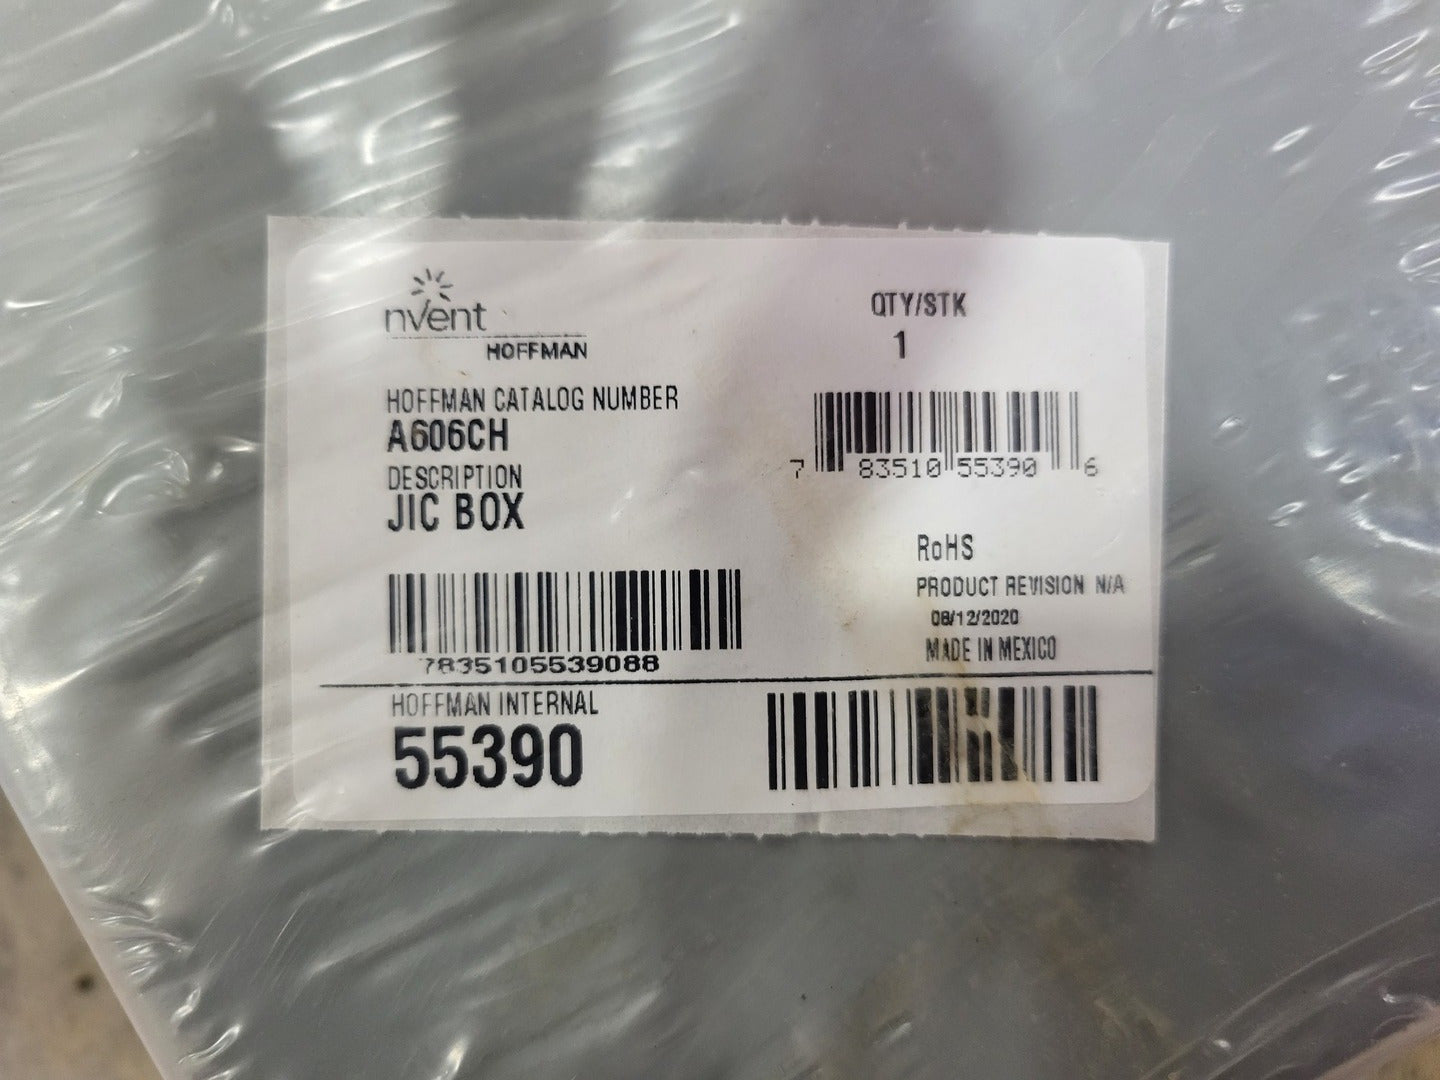 nVent
HOFFMAN
QTY/STK
1
HOFFMAN CATALOG NUMBER
A606CH
DESCRIPTION
JIC BOX
7 83510 55390 6
RoHS
PRODUCT REVISION N/A
08/12/2020
MADE IN MEXICO
7835105539088
HOFFMAN INTERNAL
55390